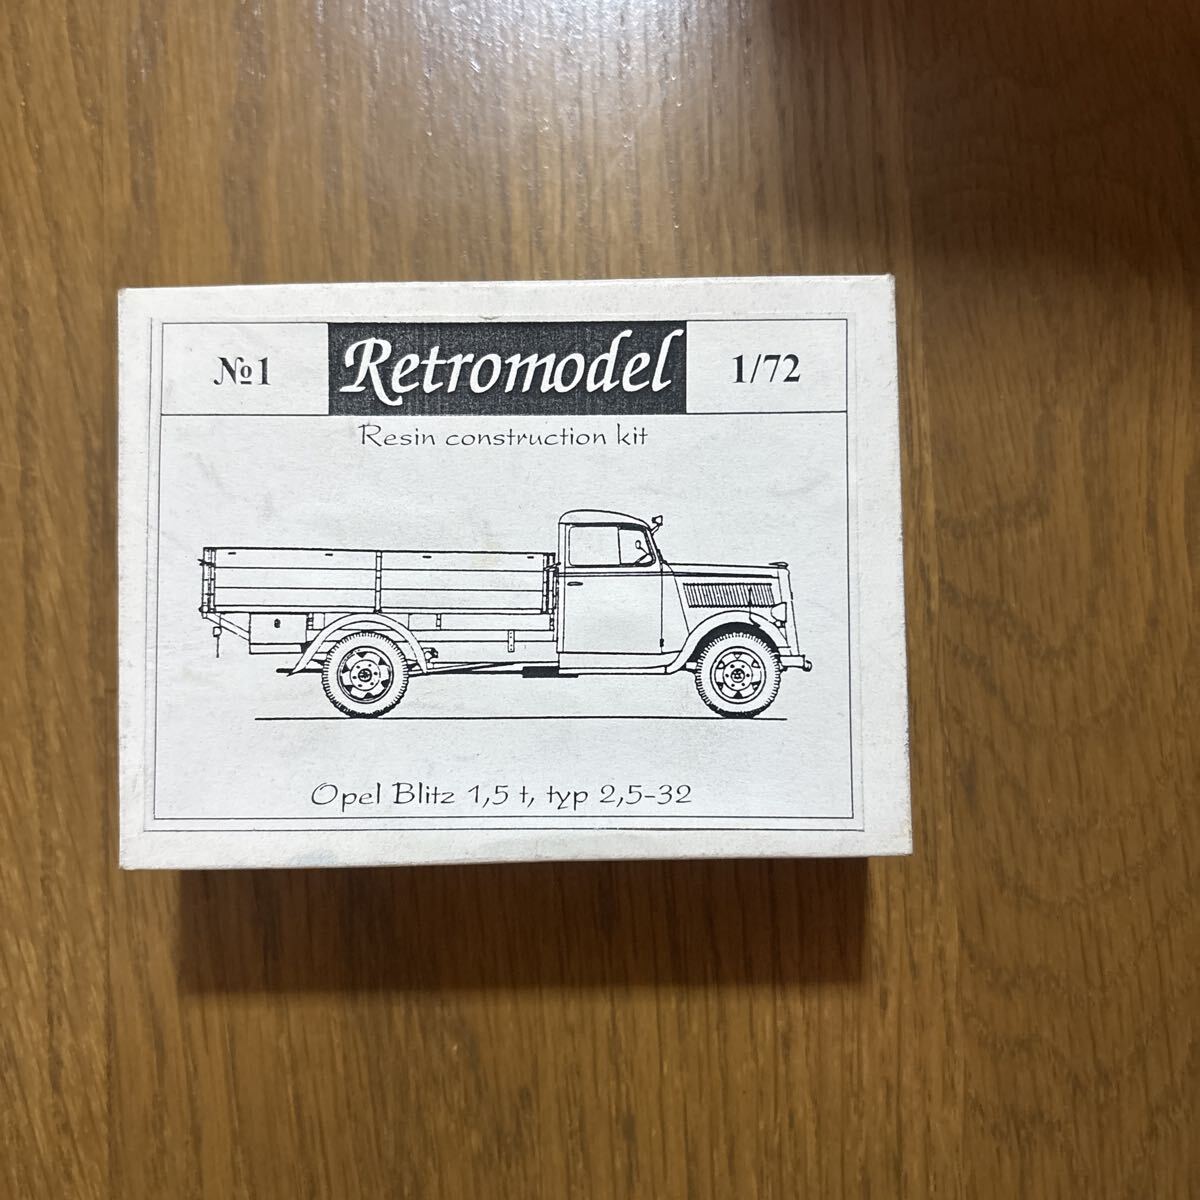 №1 Retromodel 1/72
Resin construction kit
Opel Blitz 1,5 t, typ 2,5-32